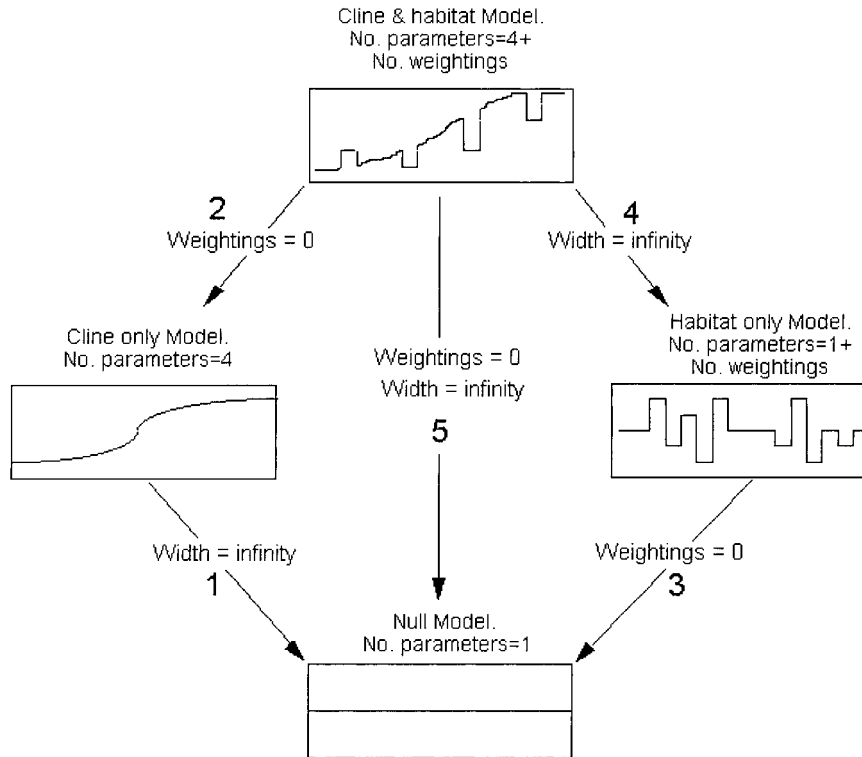 Cline & habitat Model.
No. parameters=4+
No. weightings
2
Weightings = 0
4
Width = infinity
Cline only Model.
No. parameters=4
Weightings = 0
Width = infinity
5
Habitat only Model.
No. parameters=1+
No. weightings
Width = infinity
1
Weightings = 0
3
Null Model.
No. parameters=1